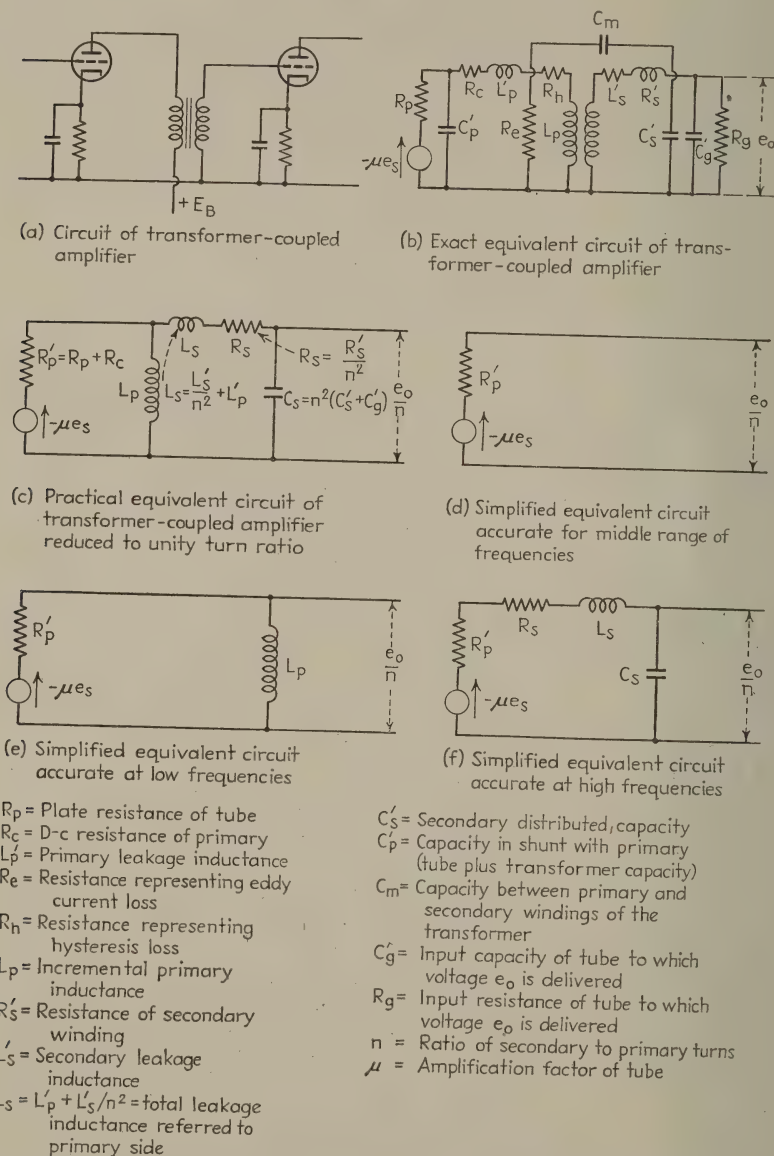 + E_B
(a) Circuit of transformer-coupled
amplifier
C_m
R_c L'_p R_h
L'_s R'_s
R_p
C'_p
R_e L_p
C'_s C'_g R_g e_o
-μe_s
(b) Exact equivalent circuit of trans-
former-coupled amplifier
R'_p = R_p + R_c
L_s R_s
R_s = R'_s/n²
L_p L_s = L'_s/n² + L'_p
C_s = n²(C'_s + C'_g) e_o/n
-μe_s
(c) Practical equivalent circuit of
transformer-coupled amplifier
reduced to unity turn ratio
R'_p
e_o/n
-μe_s
(d) Simplified equivalent circuit
accurate for middle range of
frequencies
R'_p
-μe_s
L_p
e_o/n
(e) Simplified equivalent circuit
accurate at low frequencies
R'_p
R_s L_s
C_s
e_o/n
-μe_s
(f) Simplified equivalent circuit
accurate at high frequencies
R_p = Plate resistance of tube
R_c = D-c resistance of primary
L'_p = Primary leakage inductance
R_e = Resistance representing eddy
current loss
R_h = Resistance representing
hysteresis loss
L_p = Incremental primary
inductance
R'_s = Resistance of secondary
winding
L'_s = Secondary leakage
inductance
L_s = L'_p + L'_s/n² = total leakage
inductance referred to
primary side
C'_s = Secondary distributed, capacity
C'_p = Capacity in shunt with primary
(tube plus transformer capacity)
C_m = Capacity between primary and
secondary windings of the
transformer
C'_g = Input capacity of tube to which
voltage e_o is delivered
R_g = Input resistance of tube to which
voltage e_o is delivered
n = Ratio of secondary to primary turns
μ = Amplification factor of tube